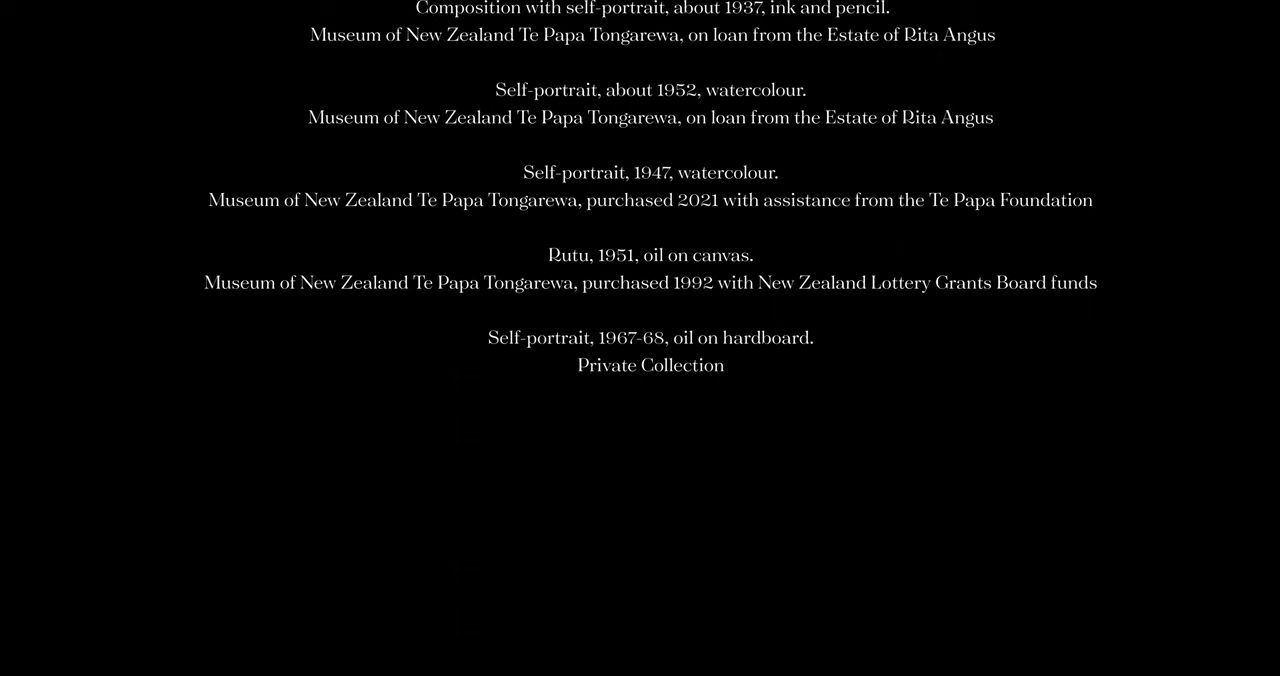 Composition with self-portrait, about 1937, ink and pencil.
Museum of New Zealand Te Papa Tongarewa, on loan from the Estate of Rita Angus
Self-portrait, about 1952, watercolour.
Museum of New Zealand Te Papa Tongarewa, on loan from the Estate of Rita Angus
Self-portrait, 1947, watercolour.
Museum of New Zealand Te Papa Tongarewa, purchased 2021 with assistance from the Te Papa Foundation
Rutu, 1951, oil on canvas.
Museum of New Zealand Te Papa Tongarewa, purchased 1992 with New Zealand Lottery Grants Board funds
Self-portrait, 1967-68, oil on hardboard.
Private Collection